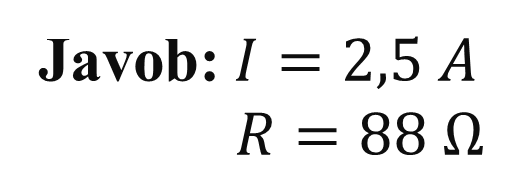 Javob: I = 2,5 A
R = 88 Ω